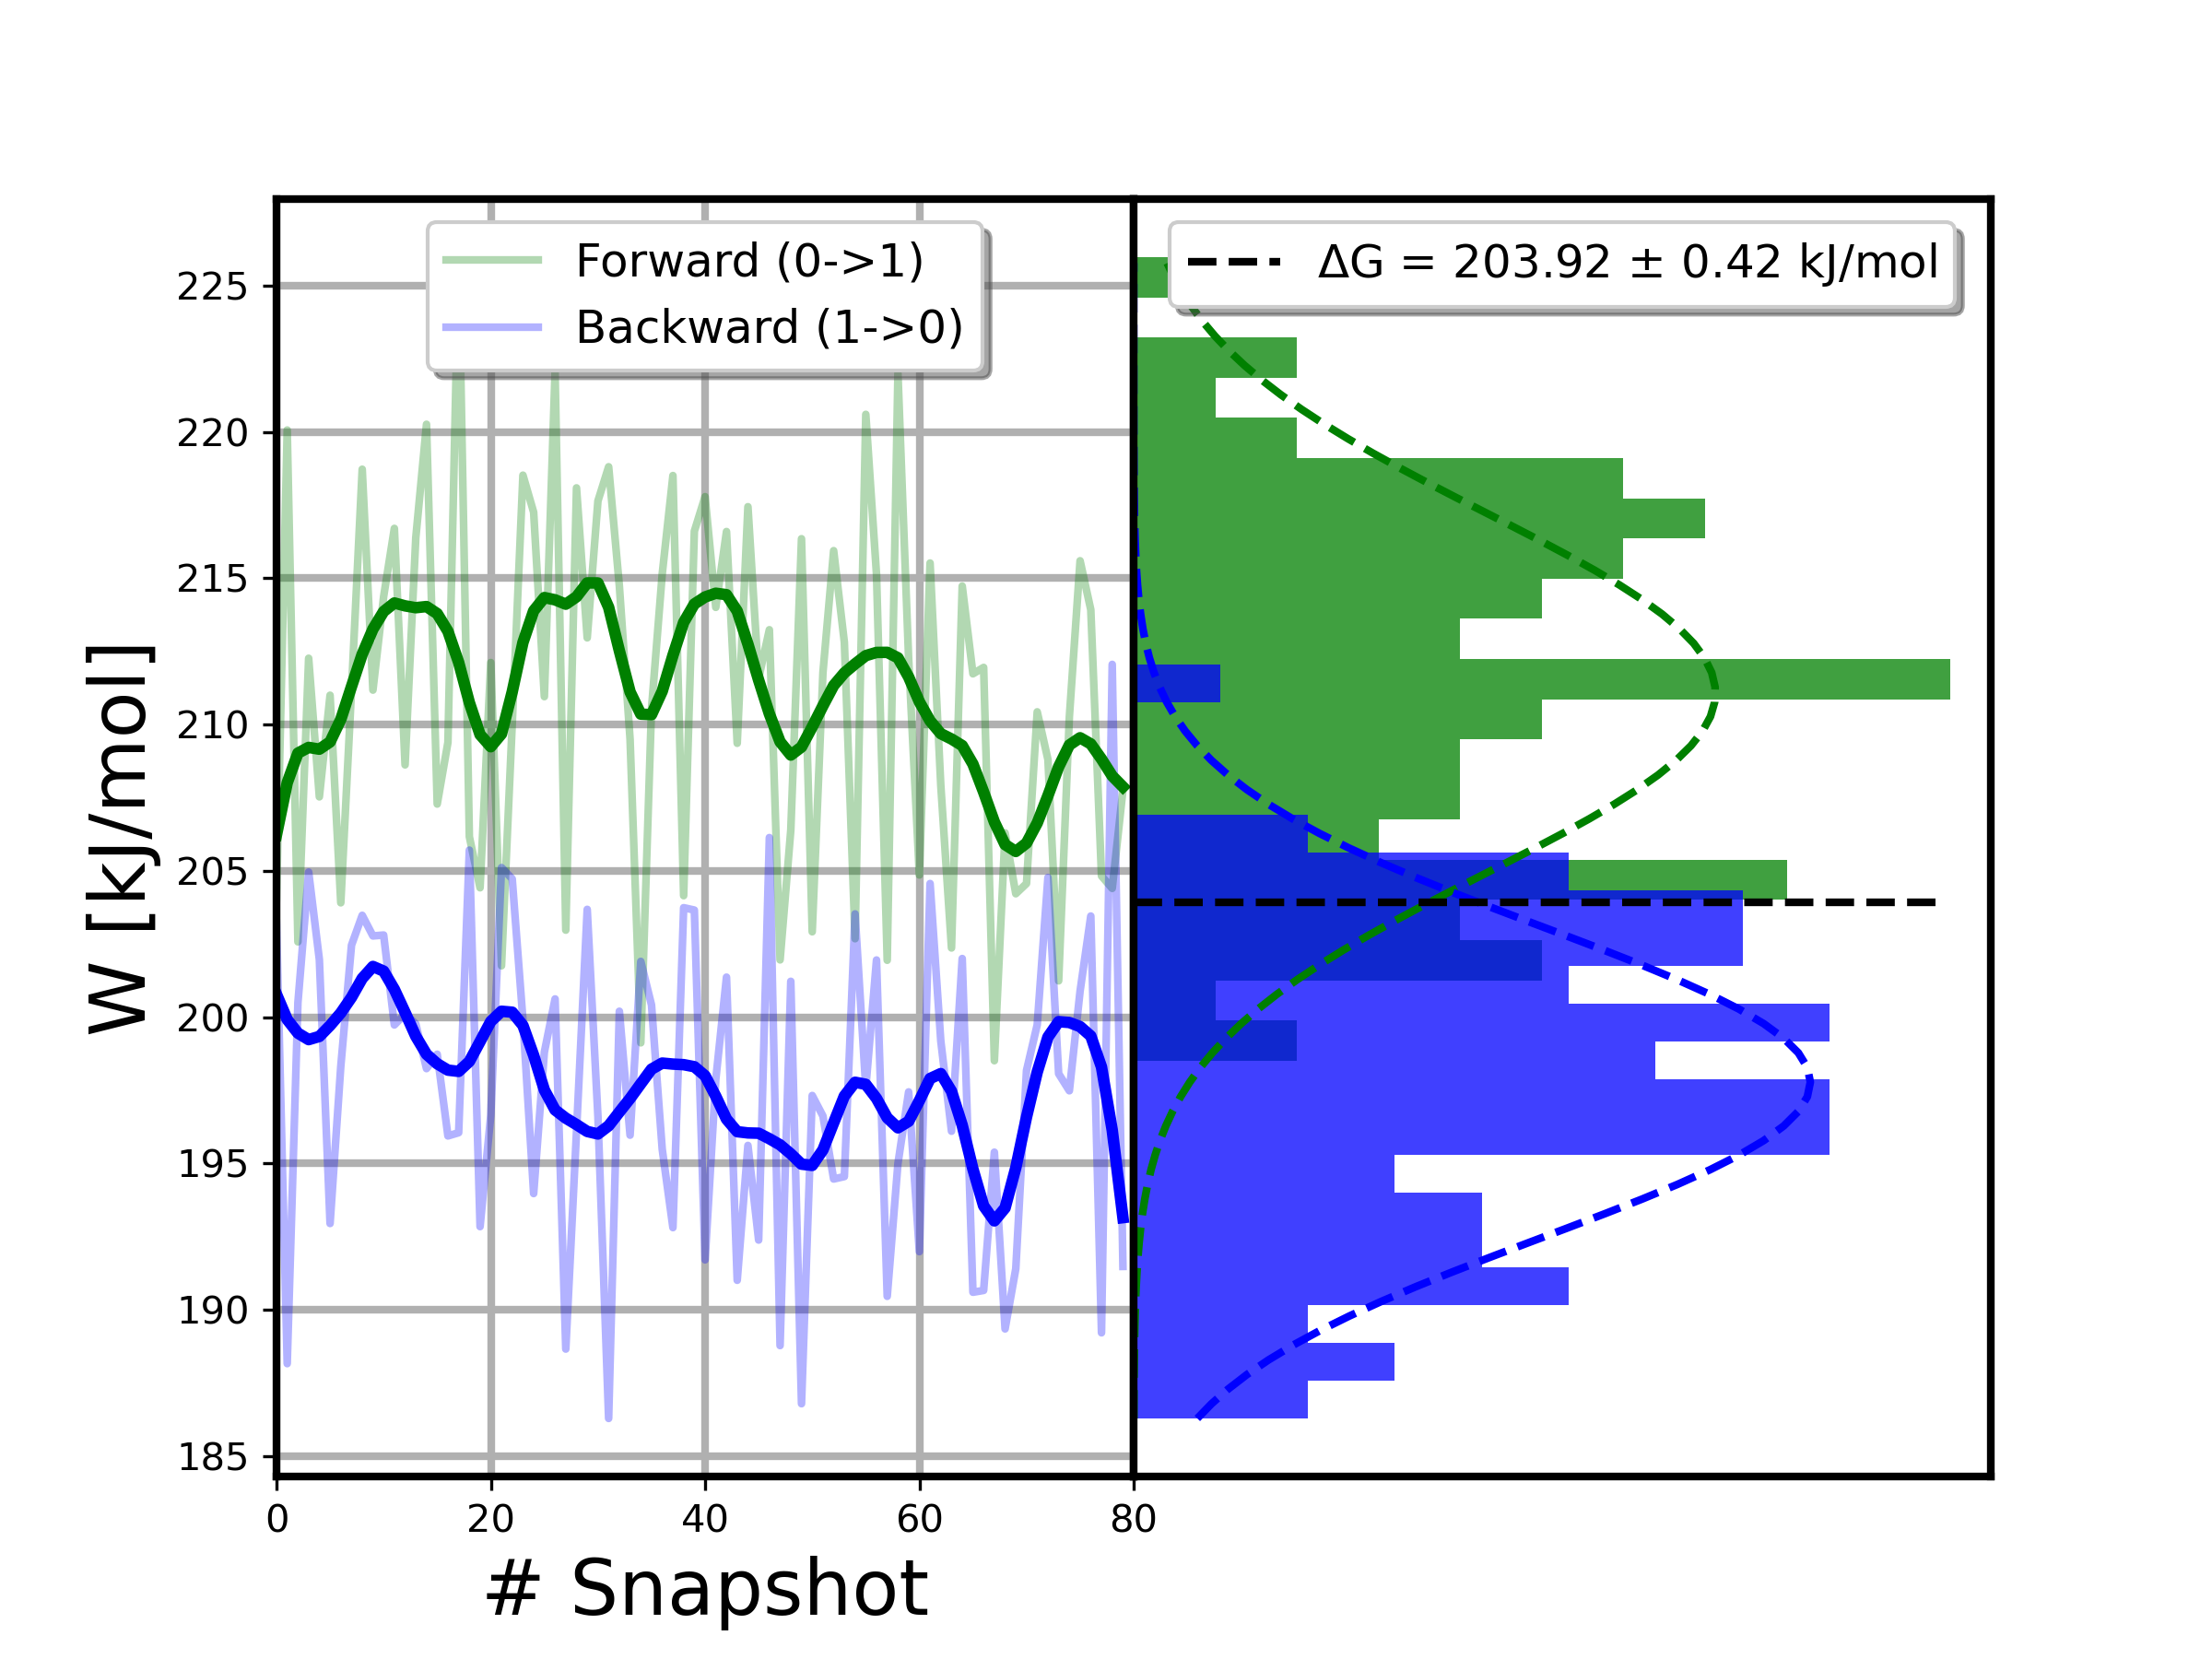 Forward (0->1)
Backward (1->0)
ΔG = 203.92 ± 0.42 kJ/mol
W [kJ/mol]
225
220
215
210
205
200
195
190
185
0 20 40 60 80
# Snapshot